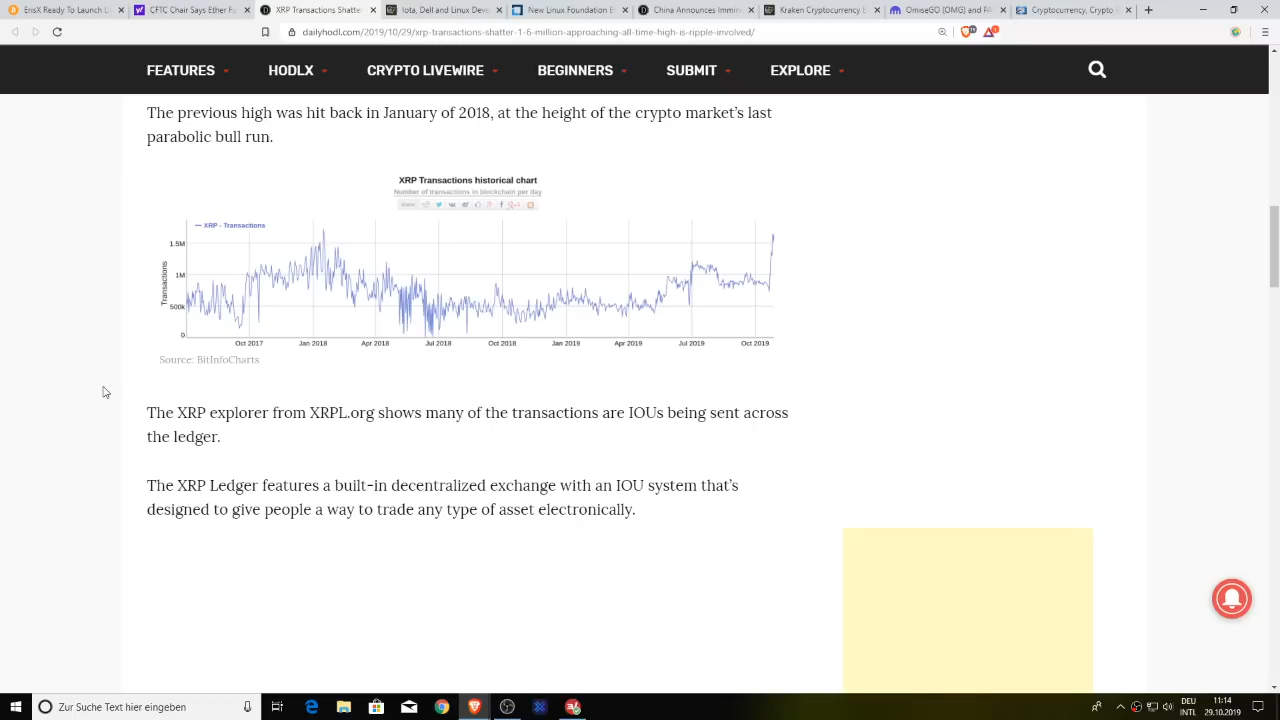 EnsX Ready To Launch L
CFTC Says Ether Futures
XRP Transactions Shatter
Iota, Dell and
New Linux Foundation E
China Announces Immine
Kraken Cryptocurrency E
OmiseGO (OMG) and PA
Cryptocurrency, Crypto E
dailyhodl.com/2019/10/29/xrp-transactions-shatter-1-6-million-approaching-all-time-high-is-ripple-involved/
FEATURES HODLX CRYPTO LIVEWIRE BEGINNERS SUBMIT EXPLORE
The previous high was hit back in January of 2018, at the height of the crypto market's last
parabolic bull run.
XRP Transactions historical chart
Number of transactions in blockchain per day
Share:
XRP - Transactions
Transactions
1.5M
1M
500k
0
Oct 2017 Jan 2018 Apr 2018 Jul 2018 Oct 2018 Jan 2019 Apr 2019 Jul 2019 Oct 2019
Source: BitInfoCharts
The XRP explorer from XRPL.org shows many of the transactions are IOUs being sent across
the ledger.
The XRP Ledger features a built-in decentralized exchange with an IOU system that's
designed to give people a way to trade any type of asset electronically.
Zur Suche Text hier eingeben
DEU
INTL
11:14
29.10.2019